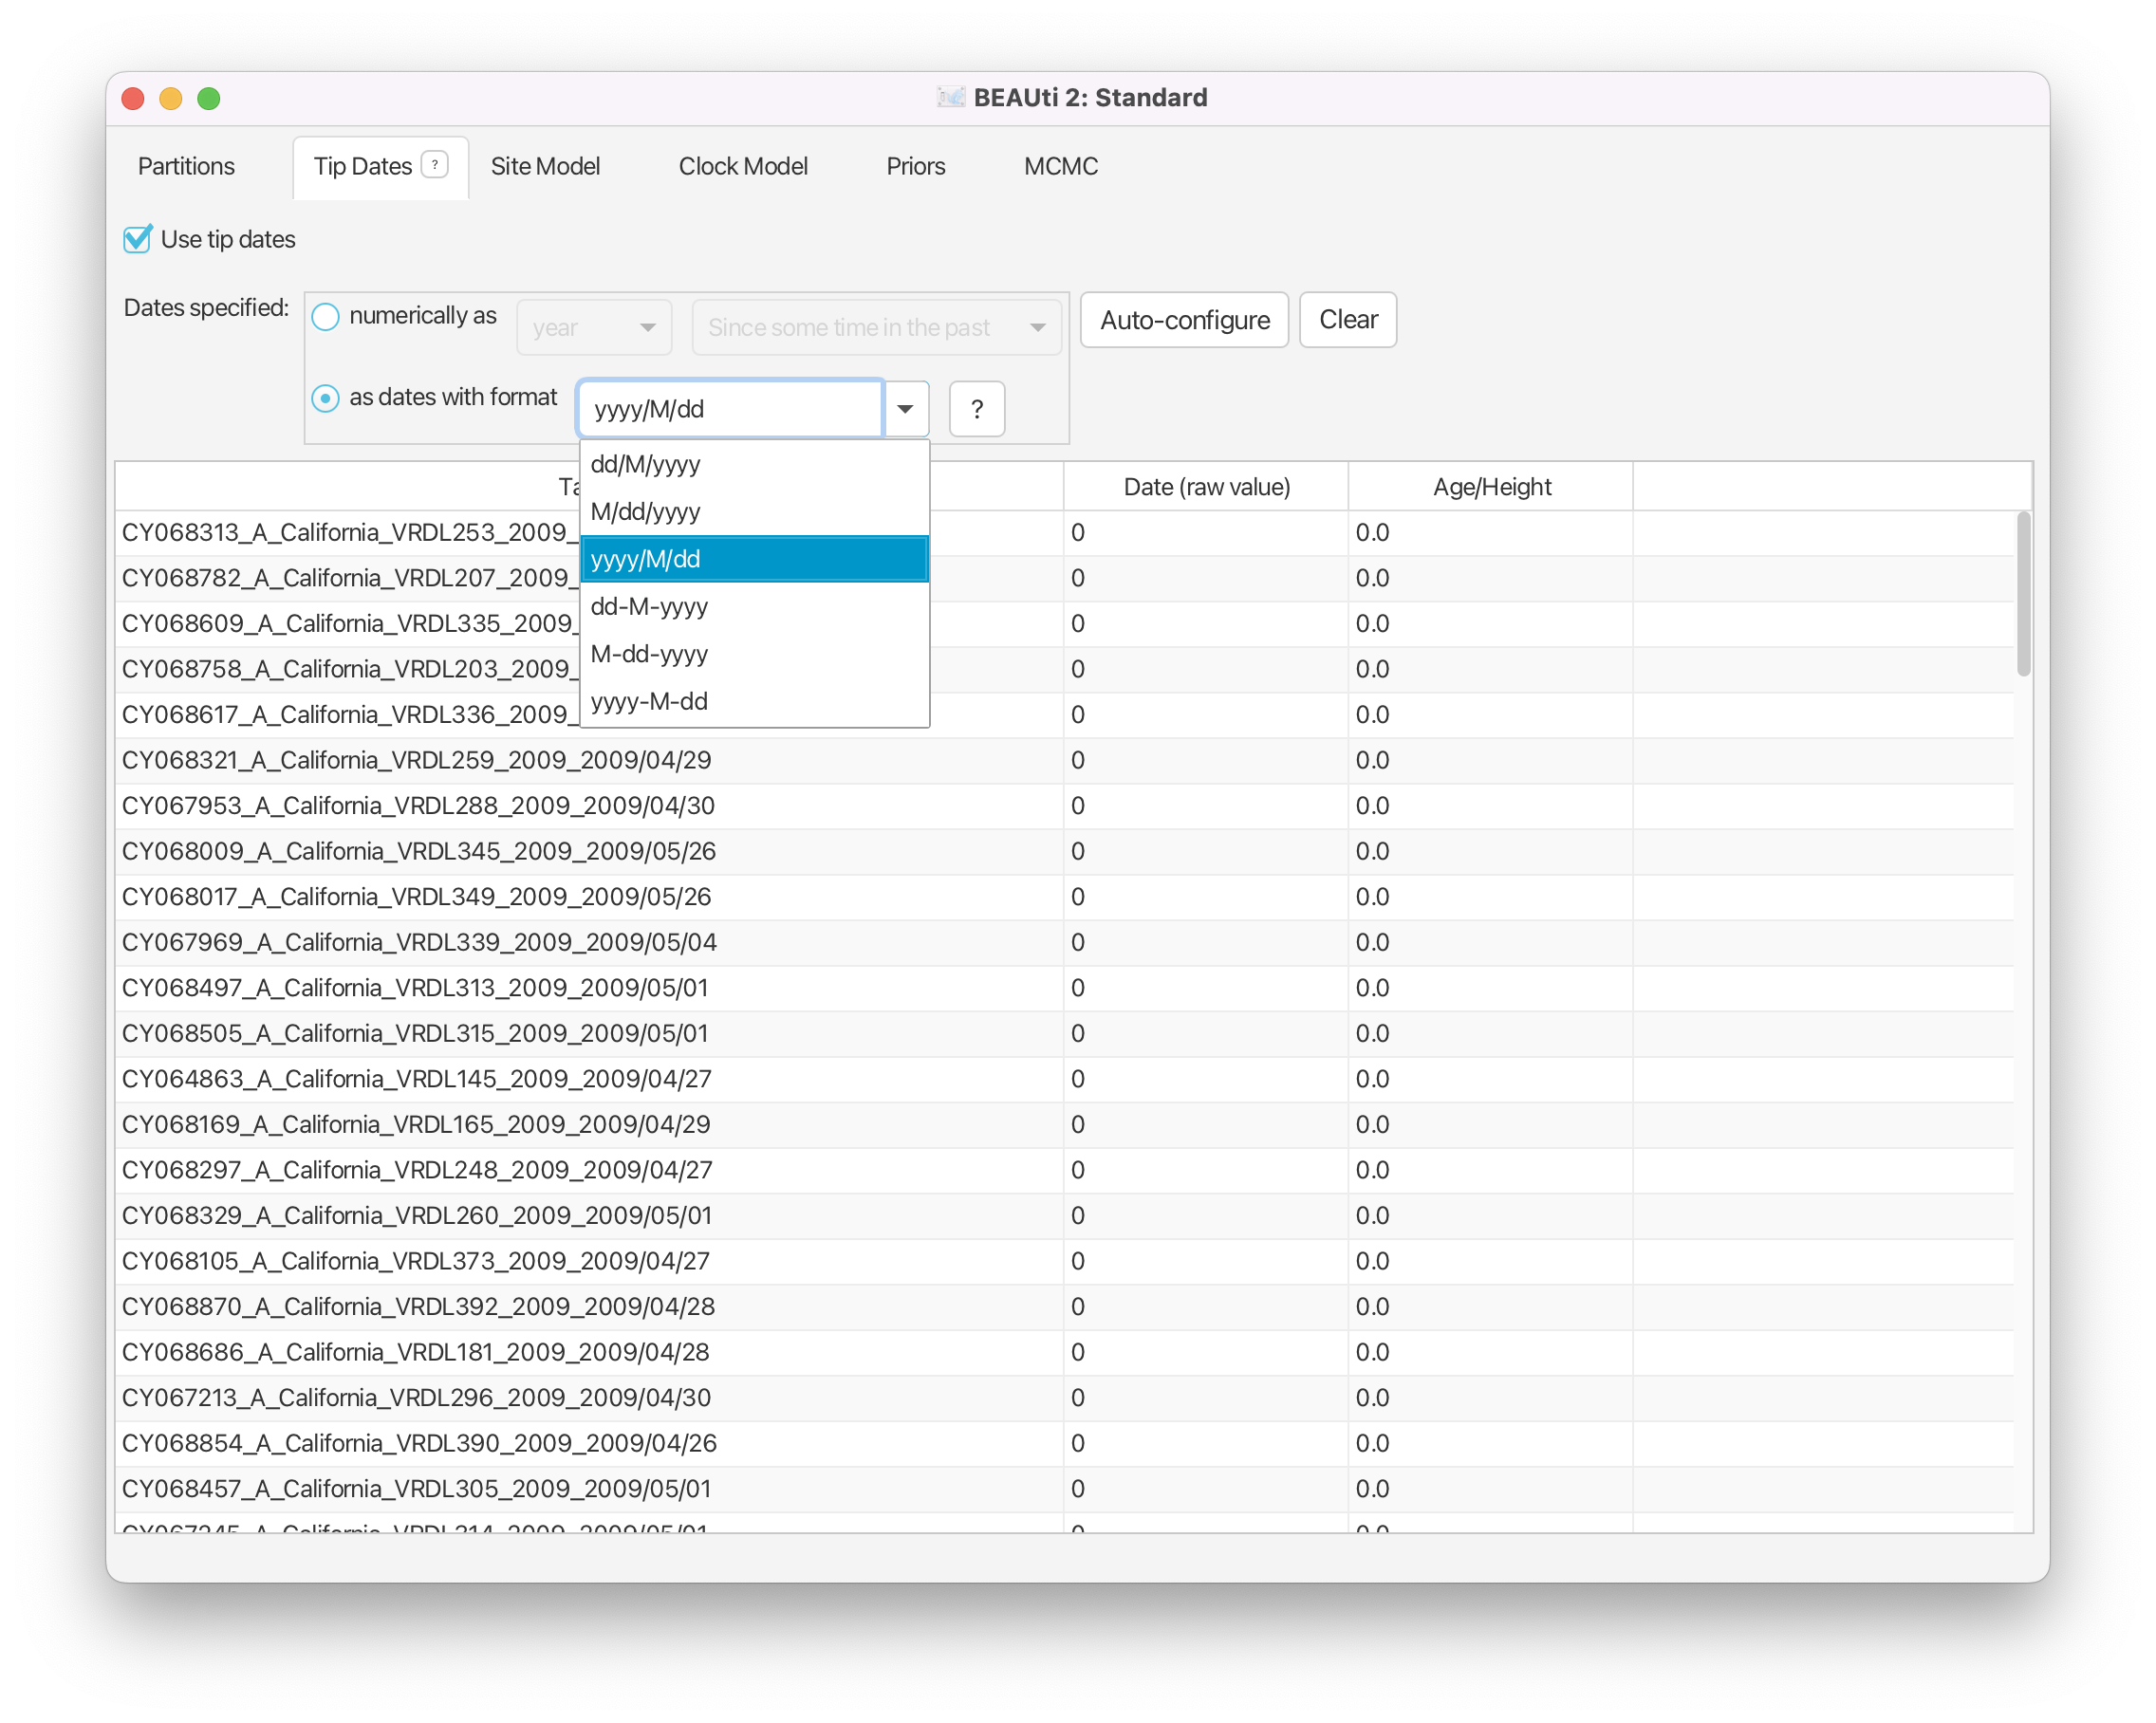 BEAUti 2: Standard
Partitions Tip Dates ? Site Model Clock Model Priors MCMC
Use tip dates
Dates specified: numerically as year Since some time in the past Auto-configure Clear
as dates with format yyyy/M/dd ?
dd/M/yyyy
M/dd/yyyy
yyyy/M/dd
dd-M-yyyy
M-dd-yyyy
yyyy-M-dd
Date (raw value) Age/Height
CY068313_A_California_VRDL253_2009_ 0 0.0
CY068782_A_California_VRDL207_2009_ 0 0.0
CY068609_A_California_VRDL335_2009_ 0 0.0
CY068758_A_California_VRDL203_2009_ 0 0.0
CY068617_A_California_VRDL336_2009_ 0 0.0
CY068321_A_California_VRDL259_2009_2009/04/29 0 0.0
CY067953_A_California_VRDL288_2009_2009/04/30 0 0.0
CY068009_A_California_VRDL345_2009_2009/05/26 0 0.0
CY068017_A_California_VRDL349_2009_2009/05/26 0 0.0
CY067969_A_California_VRDL339_2009_2009/05/04 0 0.0
CY068497_A_California_VRDL313_2009_2009/05/01 0 0.0
CY068505_A_California_VRDL315_2009_2009/05/01 0 0.0
CY064863_A_California_VRDL145_2009_2009/04/27 0 0.0
CY068169_A_California_VRDL165_2009_2009/04/29 0 0.0
CY068297_A_California_VRDL248_2009_2009/04/27 0 0.0
CY068329_A_California_VRDL260_2009_2009/05/01 0 0.0
CY068105_A_California_VRDL373_2009_2009/04/27 0 0.0
CY068870_A_California_VRDL392_2009_2009/04/28 0 0.0
CY068686_A_California_VRDL181_2009_2009/04/28 0 0.0
CY067213_A_California_VRDL296_2009_2009/04/30 0 0.0
CY068854_A_California_VRDL390_2009_2009/04/26 0 0.0
CY068457_A_California_VRDL305_2009_2009/05/01 0 0.0